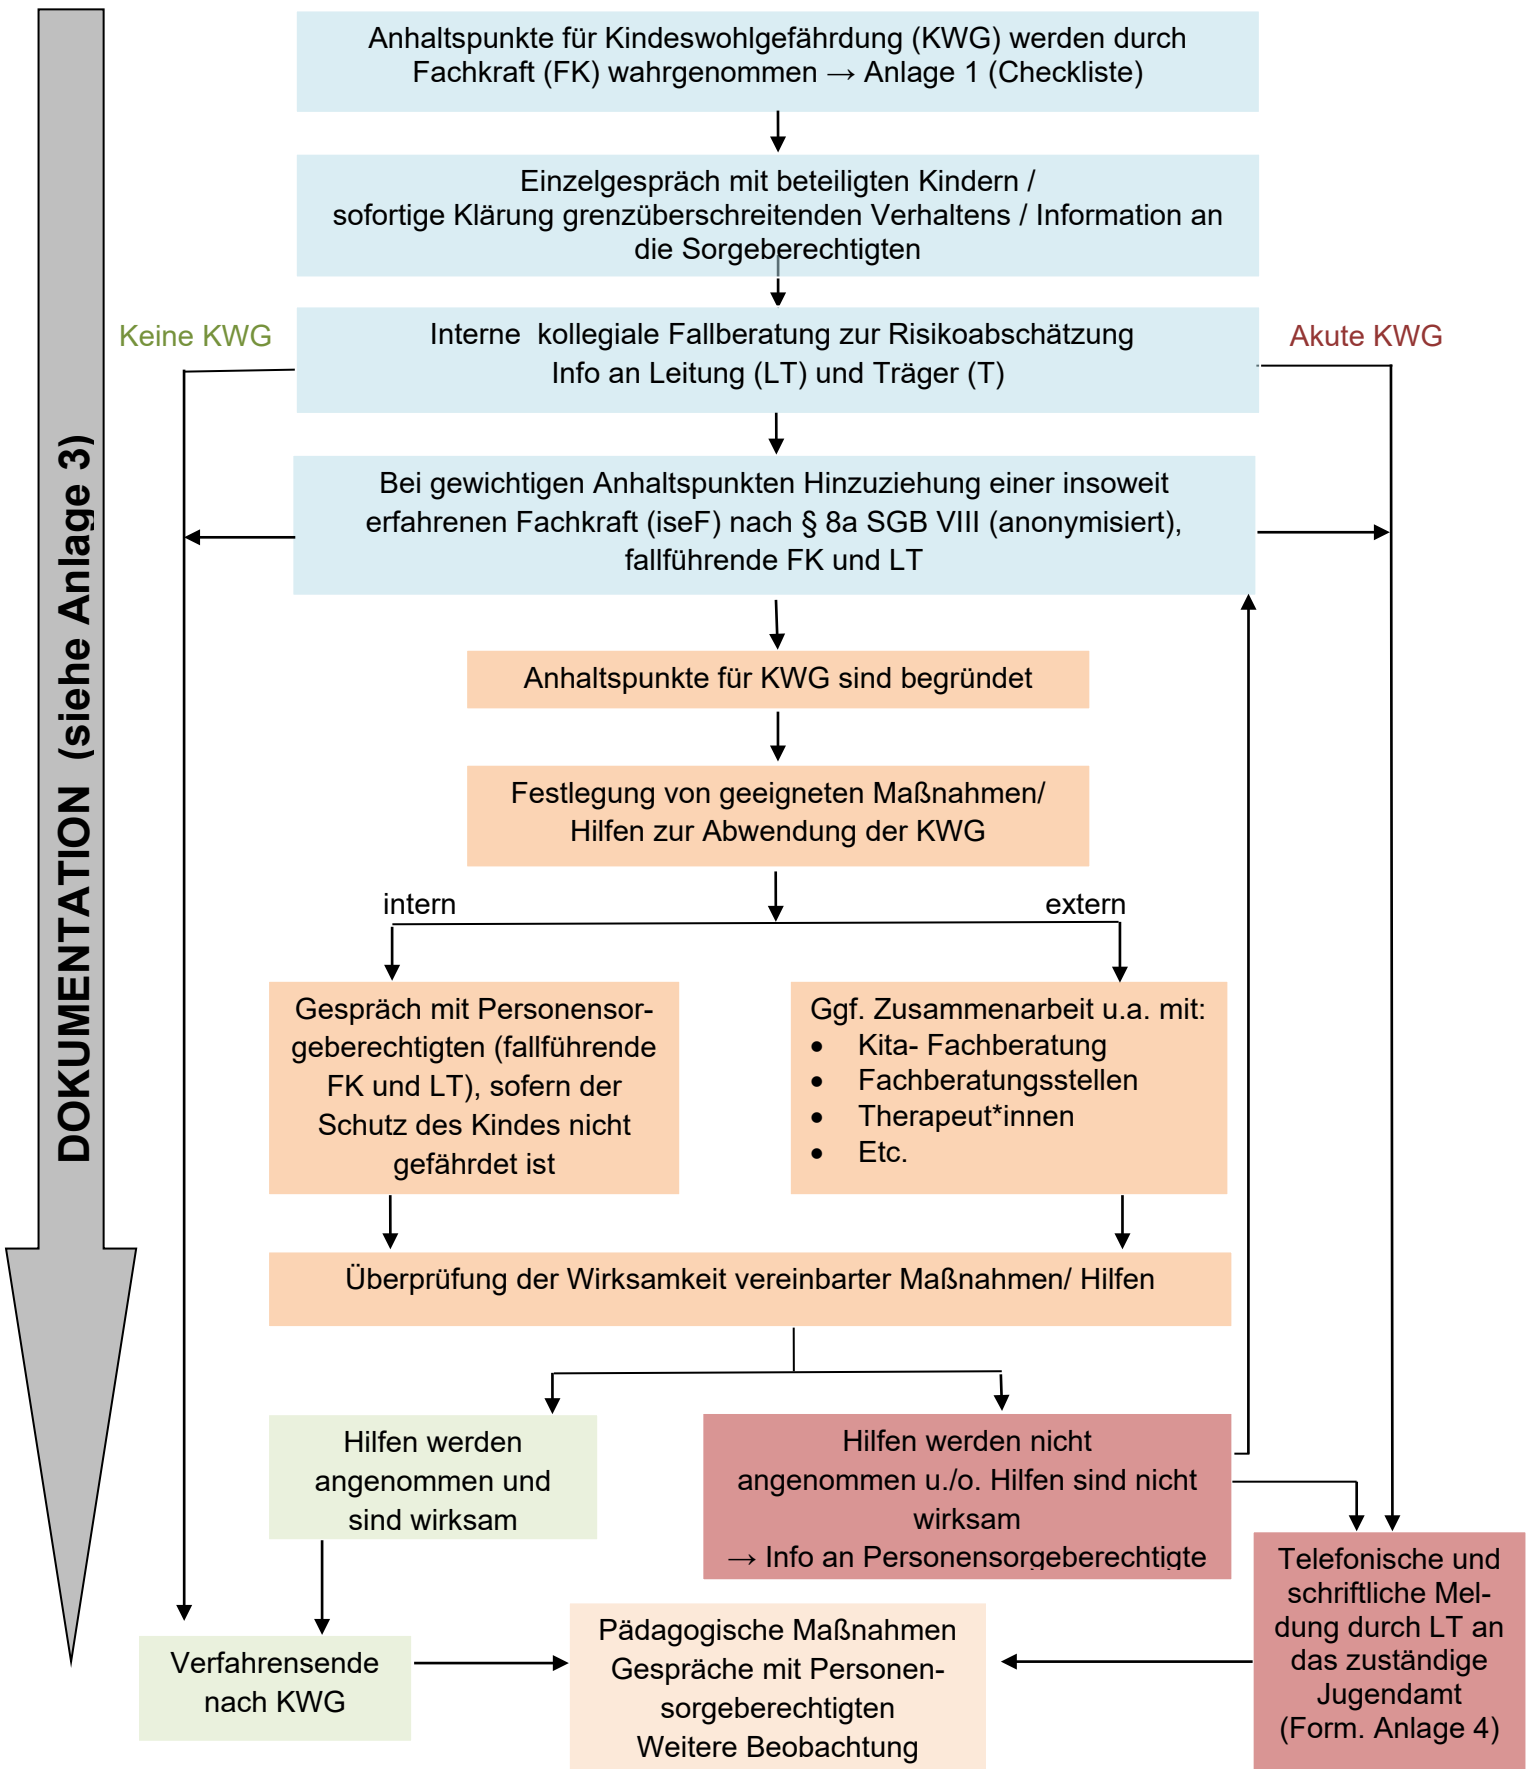 Anhaltspunkte für Kindeswohlgefährdung (KWG) werden durch
Fachkraft (FK) wahrgenommen → Anlage 1 (Checkliste)
Einzelgespräch mit beteiligten Kindern /
sofortige Klärung grenzüberschreitenden Verhaltens / Information an
die Sorgeberechtigten
Keine KWG
Interne  kollegiale Fallberatung zur Risikoabschätzung
Info an Leitung (LT) und Träger (T)
Akute KWG
DOKUMENTATION  (siehe Anlage 3)
Bei gewichtigen Anhaltspunkten Hinzuziehung einer insoweit
erfahrenen Fachkraft (iseF) nach § 8a SGB VIII (anonymisiert),
fallführende FK und LT
Anhaltspunkte für KWG sind begründet
Festlegung von geeigneten Maßnahmen/
Hilfen zur Abwendung der KWG
intern
extern
Gespräch mit Personensor-
geberechtigten (fallführende
FK und LT), sofern der
Schutz des Kindes nicht
gefährdet ist
Ggf. Zusammenarbeit u.a. mit:
• Kita- Fachberatung
• Fachberatungsstellen
• Therapeut*innen
• Etc.
Überprüfung der Wirksamkeit vereinbarter Maßnahmen/ Hilfen
Hilfen werden
angenommen und
sind wirksam
Hilfen werden nicht
angenommen u./o. Hilfen sind nicht
wirksam
→ Info an Personensorgeberechtigte
Telefonische und
schriftliche Mel-
dung durch LT an
das zuständige
Jugendamt
(Form. Anlage 4)
Verfahrensende
nach KWG
Pädagogische Maßnahmen
Gespräche mit Personen-
sorgeberechtigten
Weitere Beobachtung